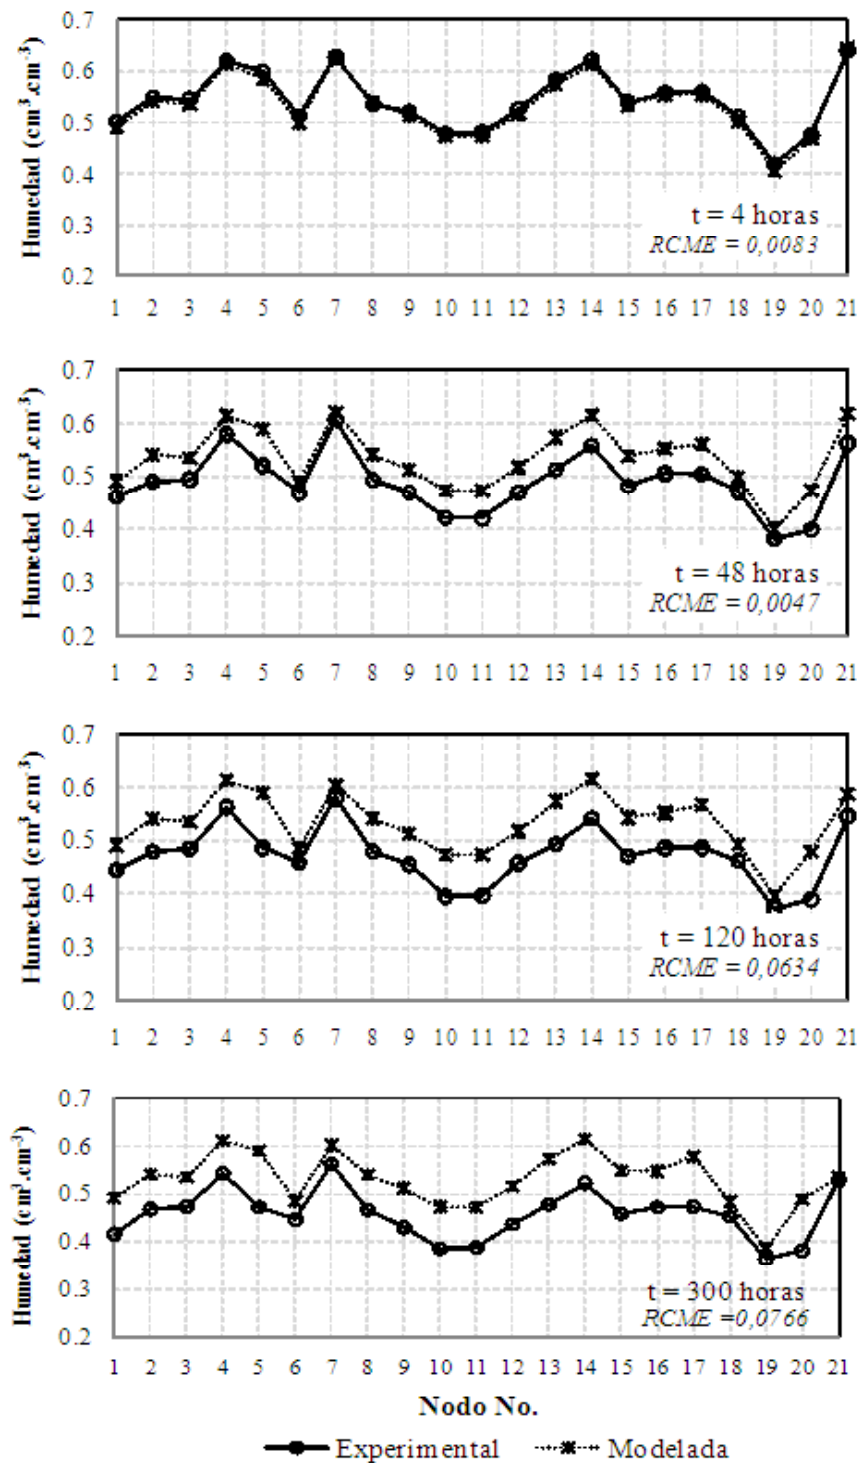 0.7
0.6
0.5
0.4
0.3
0.2
Humedad (cm³.cm⁻³)
t = 4 horas
RCME = 0,0083
1 2 3 4 5 6 7 8 9 10 11 12 13 14 15 16 17 18 19 20 21
0.7
0.6
0.5
0.4
0.3
0.2
Humedad (cm³.cm⁻³)
t = 48 horas
RCME = 0,0047
1 2 3 4 5 6 7 8 9 10 11 12 13 14 15 16 17 18 19 20 21
0.7
0.6
0.5
0.4
0.3
0.2
Humedad (cm³.cm⁻³)
t = 120 horas
RCME = 0,0634
1 2 3 4 5 6 7 8 9 10 11 12 13 14 15 16 17 18 19 20 21
0.7
0.6
0.5
0.4
0.3
0.2
Humedad (cm³.cm⁻³)
t = 300 horas
RCME =0,0766
1 2 3 4 5 6 7 8 9 10 11 12 13 14 15 16 17 18 19 20 21
Nodo No.
Experimental Modelada